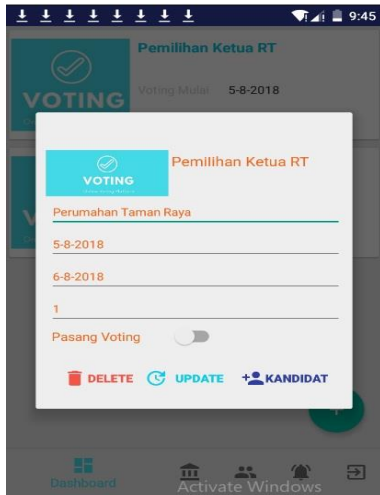 9:45
Pemilihan Ketua RT
VOTING
Voting Mulai 5-8-2018
VOTING
Pemilihan Ketua RT
Perumahan Taman Raya
5-8-2018
6-8-2018
1
Pasang Voting
DELETE UPDATE + KANDIDAT
+
Dashboard
Activate Windows